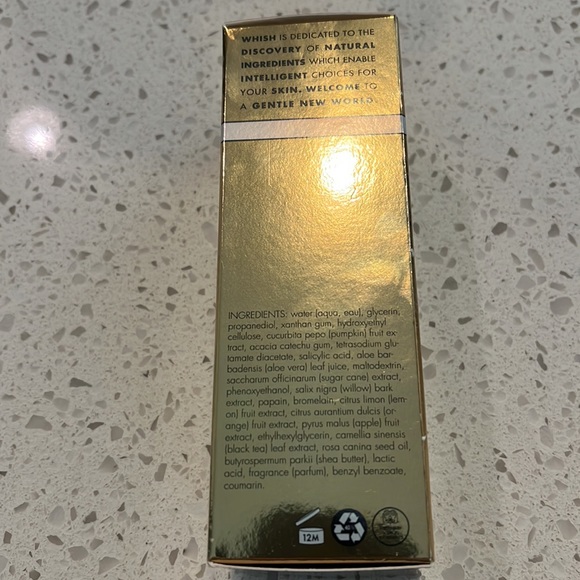 WHISH IS DEDICATED TO THE
DISCOVERY OF NATURAL
INGREDIENTS WHICH ENABLE
INTELLIGENT CHOICES FOR
YOUR SKIN. WELCOME TO
A GENTLE NEW WORLD.
INGREDIENTS: water (aqua, eau), glycerin,
propanediol, xanthan gum, hydroxyethyl
cellulose, cucurbita pepo (pumpkin) fruit ex-
tract, acacia catechu gum, tetrasodium glu-
tamate diacetate, salicylic acid, aloe bar-
badensis (aloe vera) leaf juice, maltodextrin,
saccharum officinarum (sugar cane) extract,
phenoxyethanol, salix nigra (willow) bark
extract, papain, bromelain, citrus limon (lem-
on) fruit extract, citrus aurantium dulcis (or-
ange) fruit extract, pyrus malus (apple) fruit
extract, ethylhexylglycerin, camellia sinensis
(black tea) leaf extract, rosa canina seed oil,
butyrospermum parkii (shea butter), lactic
acid, fragrance (parfum), benzyl benzoate,
coumarin.
12M